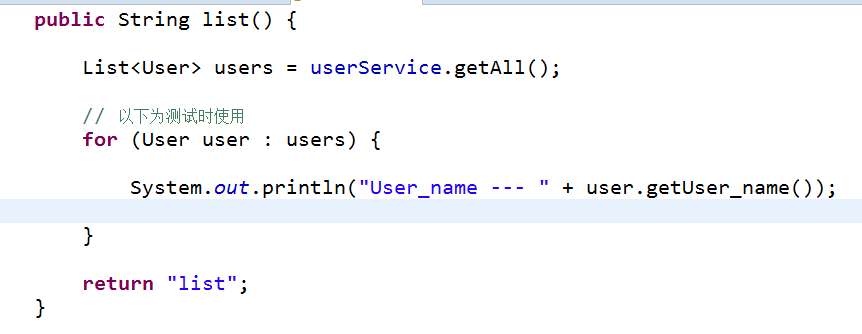 public String list() {
List<User> users = userService.getAll();
// 以下为测试时使用
for (User user : users) {
System.out.println("User_name --- " + user.getUser_name());
}
return "list";
}